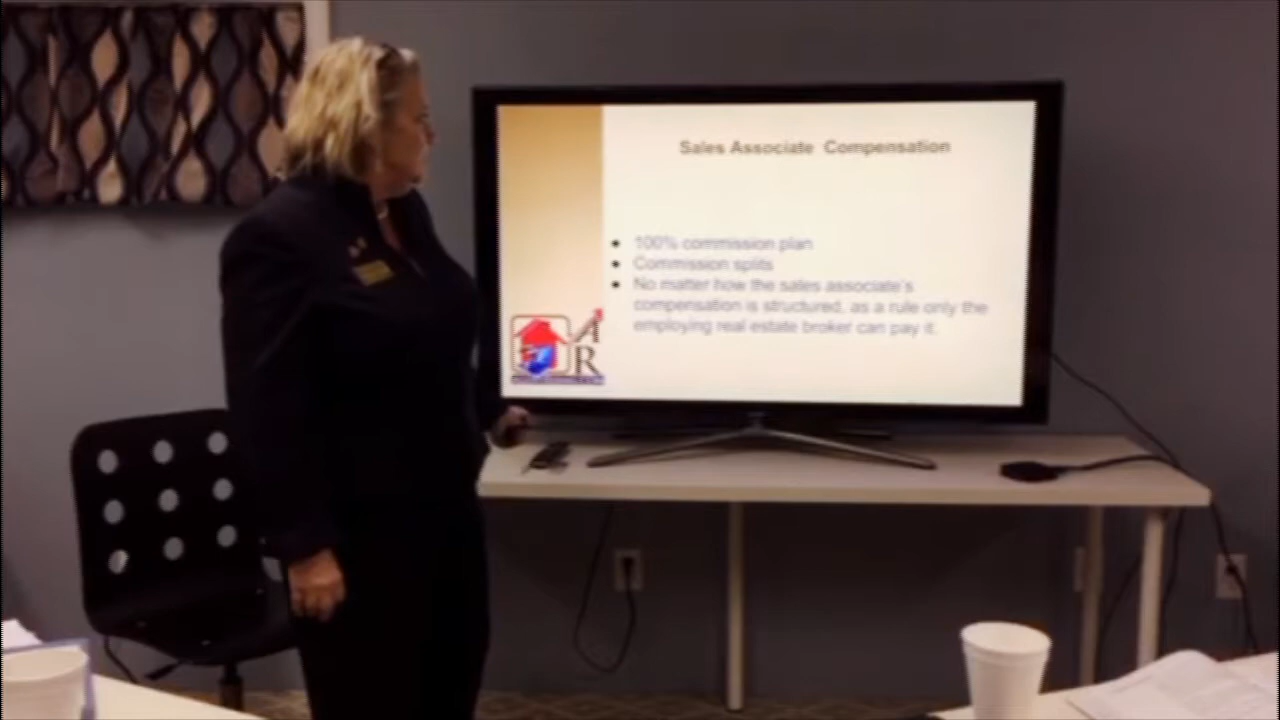 Sales Associate Compensation
100% commission plan
Commission splits
No matter how the sales associate's
compensation is structured, as a rule only the
employing real estate broker can pay it.
A
R